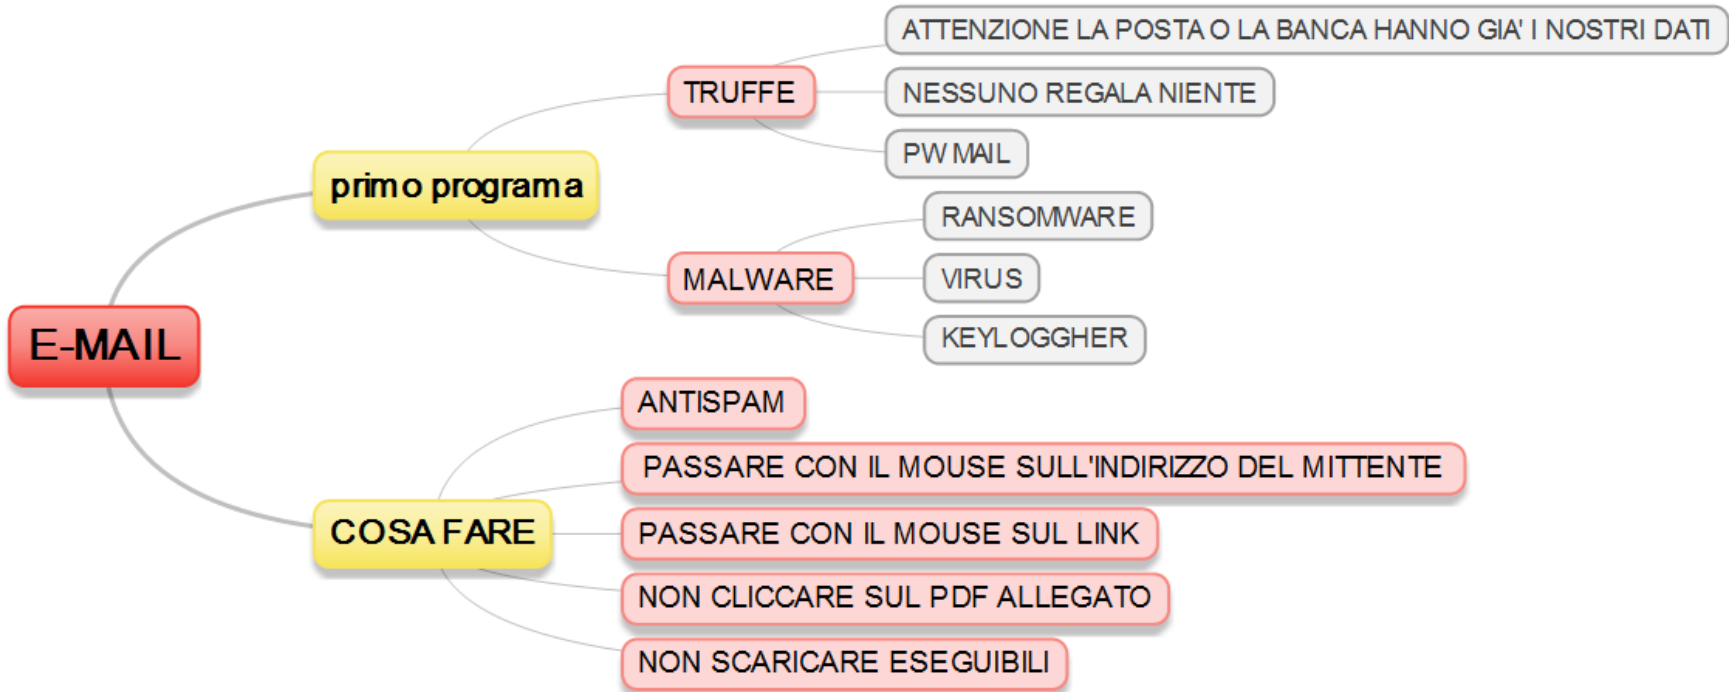 E-MAIL
primo programa
TRUFFE
ATTENZIONE LA POSTA O LA BANCA HANNO GIA' I NOSTRI DATI
NESSUNO REGALA NIENTE
PW MAIL
MALWARE
RANSOMWARE
VIRUS
KEYLOGGHER
COSA FARE
ANTISPAM
PASSARE CON IL MOUSE SULL'INDIRIZZO DEL MITTENTE
PASSARE CON IL MOUSE SUL LINK
NON CLICCARE SUL PDF ALLEGATO
NON SCARICARE ESEGUIBILI